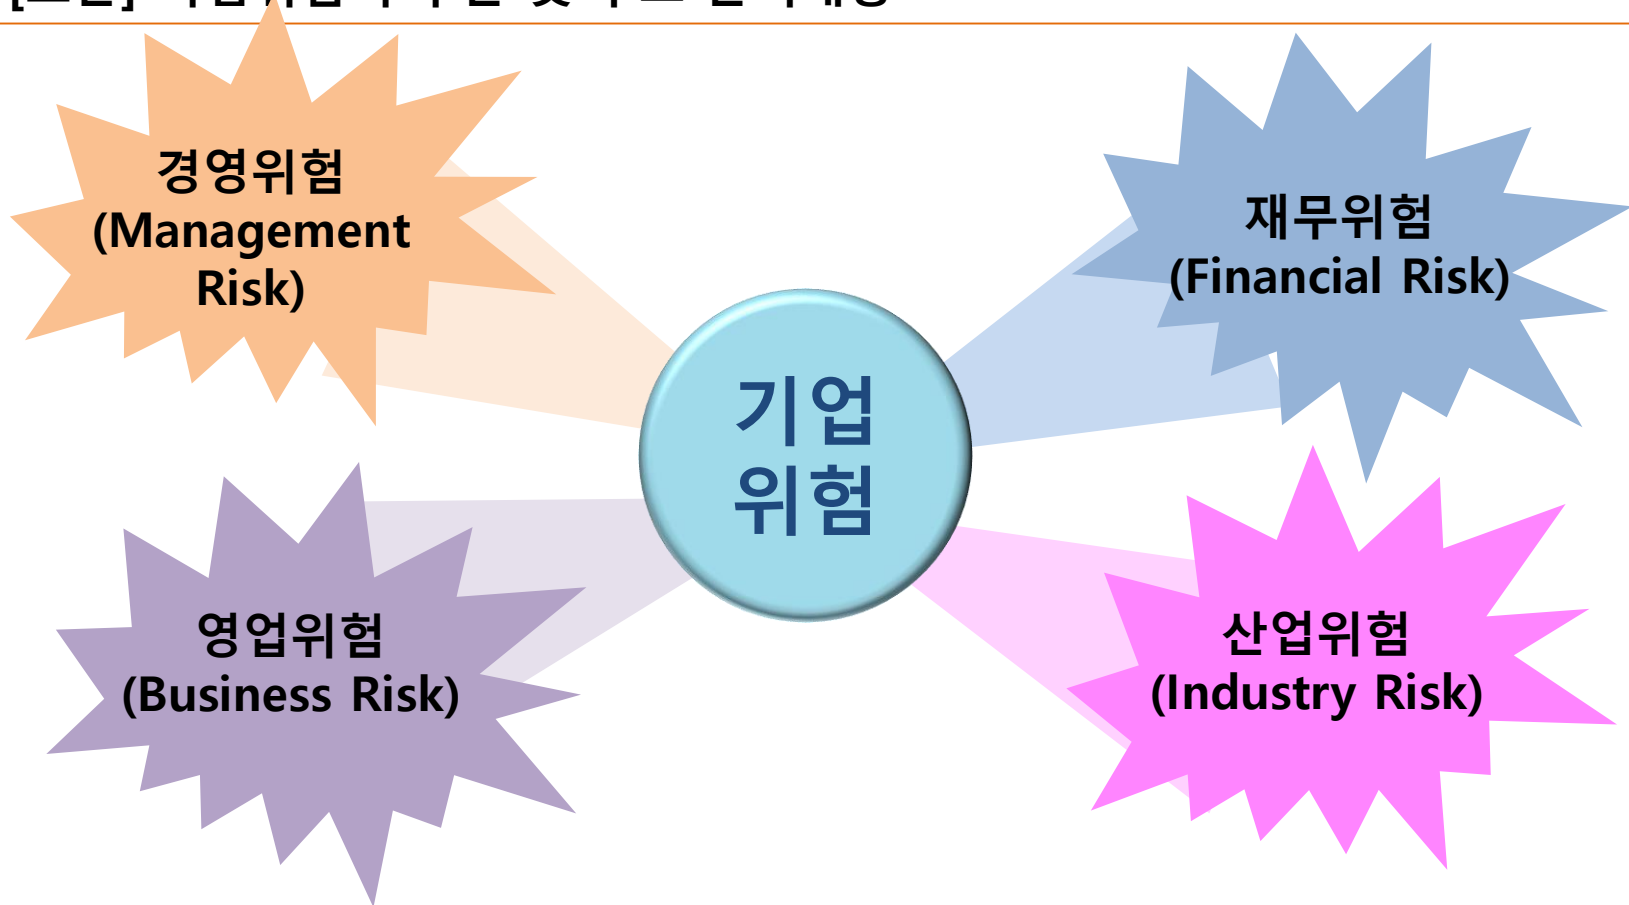 경영위험
(Management
Risk)
재무위험
(Financial Risk)
기업
위험
영업위험
(Business Risk)
산업위험
(Industry Risk)